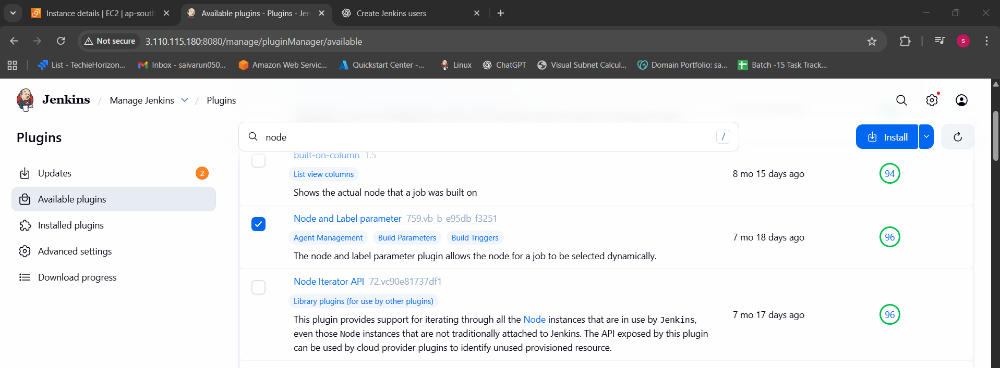 Instance details | EC2 | ap-south
Available plugins - Plugins - Jen
Create Jenkins users
Not secure
3.110.115.180:8080/manage/pluginManager/available
s
List - TechieHorizon...
Inbox - saivarun050...
Amazon Web Servic...
Quickstart Center -...
Linux
ChatGPT
Visual Subnet Calcul...
Domain Portfolio: sa...
Batch -15 Task Track...
Jenkins / Manage Jenkins / Plugins
Plugins
node
/
Install
Updates
2
Available plugins
Installed plugins
Advanced settings
Download progress
built-on-column 1.5
List view columns
Shows the actual node that a job was built on
8 mo 15 days ago
94
Node and Label parameter 759.vb_b_e95db_f3251
Agent Management Build Parameters Build Triggers
The node and label parameter plugin allows the node for a job to be selected dynamically.
7 mo 18 days ago
96
Node Iterator API 72.vc90e81737df1
Library plugins (for use by other plugins)
This plugin provides support for iterating through all the Node instances that are in use by Jenkins,
even those Node instances that are not traditionally attached to Jenkins. The API exposed by this plugin
can be used by cloud provider plugins to identify unused provisioned resource.
7 mo 17 days ago
96